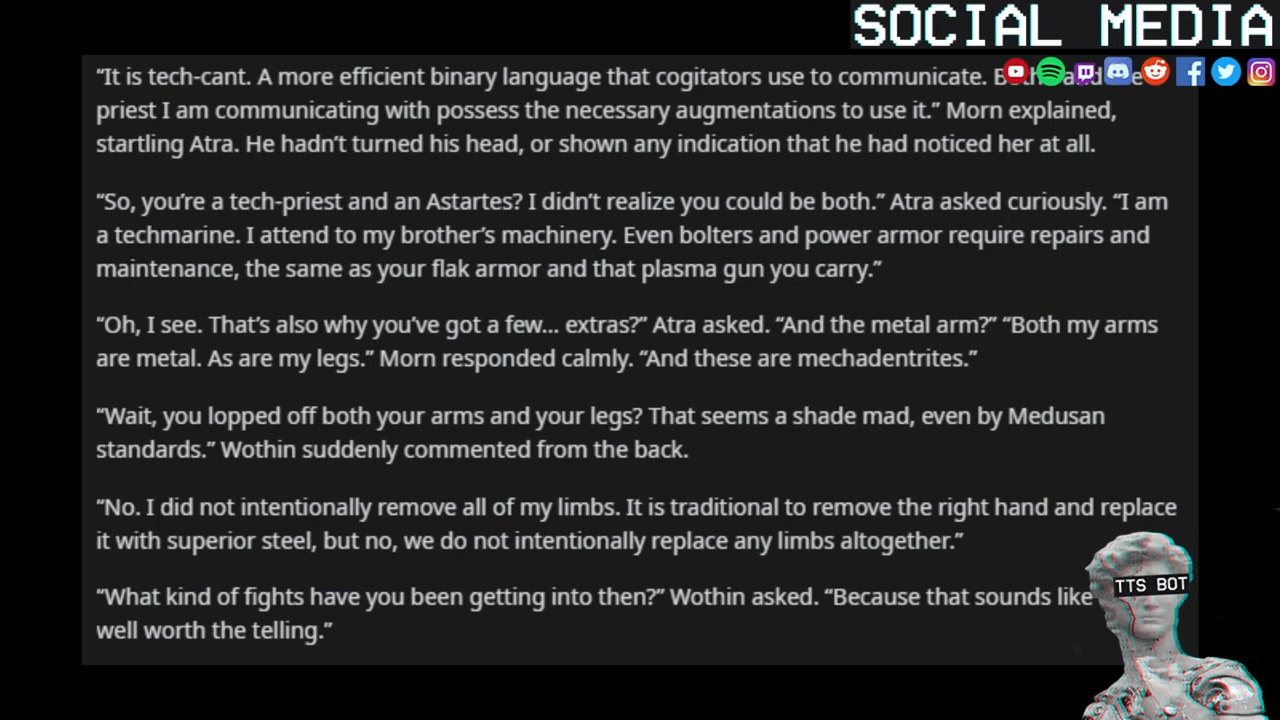 SOCIAL MEDIA
“It is tech-cant. A more efficient binary language that cogitators use to communicate.
priest I am communicating with possess the necessary augmentations to use it.” Morn explained,
startling Atra. He hadn’t turned his head, or shown any indication that he had noticed her at all.
“So, you’re a tech-priest and an Astartes? I didn’t realize you could be both.” Atra asked curiously. “I am
a techmarine. I attend to my brother’s machinery. Even bolters and power armor require repairs and
maintenance, the same as your flak armor and that plasma gun you carry.”
“Oh, I see. That’s also why you’ve got a few... extras?” Atra asked. “And the metal arm?” “Both my arms
are metal. As are my legs.” Morn responded calmly. “And these are mechadentrites.”
“Wait, you lopped off both your arms and your legs? That seems a shade mad, even by Medusan
standards.” Wothin suddenly commented from the back.
“No. I did not intentionally remove all of my limbs. It is traditional to remove the right hand and replace
it with superior steel, but no, we do not intentionally replace any limbs altogether.”
“What kind of fights have you been getting into then?” Wothin asked. “Because that sounds like
well worth the telling.”
TTS BOT